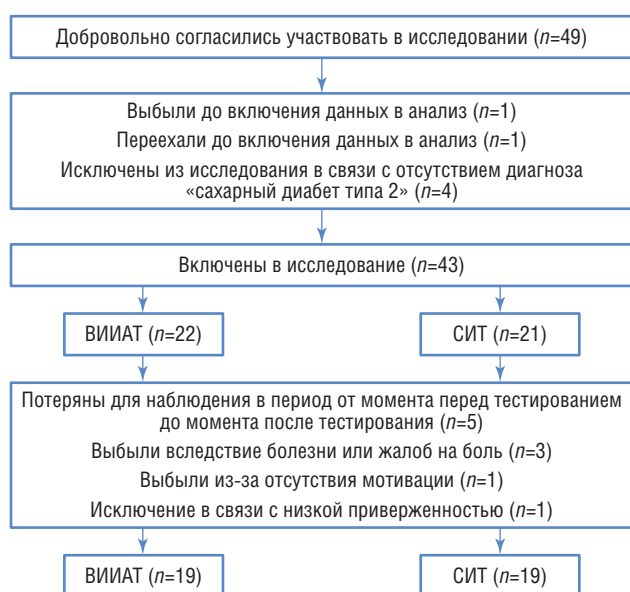 Добровольно согласились участвовать в исследовании (n=49)
Выбыли до включения данных в анализ (n=1)
Переехали до включения данных в анализ (n=1)
Исключены из исследования в связи с отсутствием диагноза
«сахарный диабет типа 2» (n=4)
Включены в исследование (n=43)
ВИИАТ (n=22)
СИТ (n=21)
Потеряны для наблюдения в период от момента перед тестированием
до момента после тестирования (n=5)
Выбыли вследствие болезни или жалоб на боль (n=3)
Выбыли из-за отсутствия мотивации (n=1)
Исключение в связи с низкой приверженностью (n=1)
ВИИАТ (n=19)
СИТ (n=19)